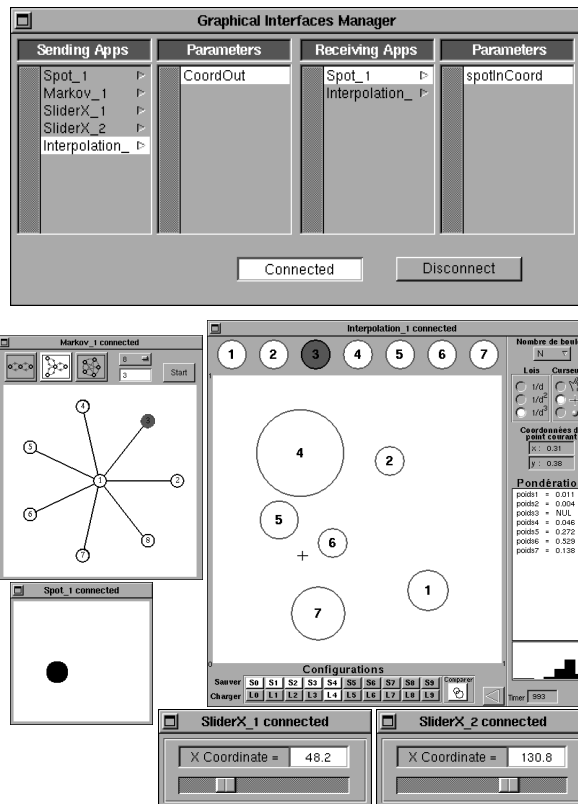 Graphical Interfaces Manager
Sending Apps Parameters Receiving Apps Parameters
Spot_1 CoordOut Spot_1 spotInCoord
Markov_1 Interpolation_
SliderX_1
SliderX_2
Interpolation_
Connected Disconnect
Markov_1 connected
8
3
Start
4
3
5
1
2
6
8
7
Spot_1 connected
Interpolation_1 connected
1 2 3 4 5 6 7
1
4
2
5
6
1
7
0 1
Configurations
Sauver S0 S1 S2 S3 S4 S5 S6 S7 S8 S9 Comparer
Charger L0 L1 L2 L3 L4 L5 L6 L7 L8 L9
Nombre de boul
N
Lois Curseu
1/d
1/d2
1/d3
Coordonnées d
point courant
x : 0.31
y : 0.38
Pondératio
poids1 = 0.011
poids2 = 0.004
poids3 = NUL
poids4 = 0.046
poids5 = 0.272
poids6 = 0.529
poids7 = 0.138
Timer 993
SliderX_1 connected
X Coordinate = 48.2
SliderX_2 connected
X Coordinate = 130.8